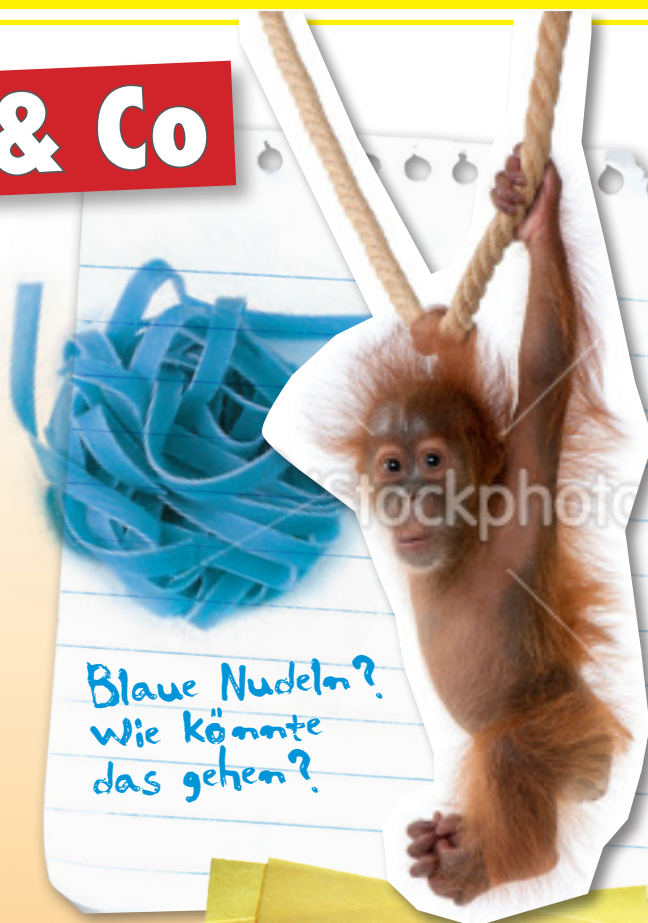 & Co
iStockphoto
Blaue Nudeln?
Wie könnte
das gehen?